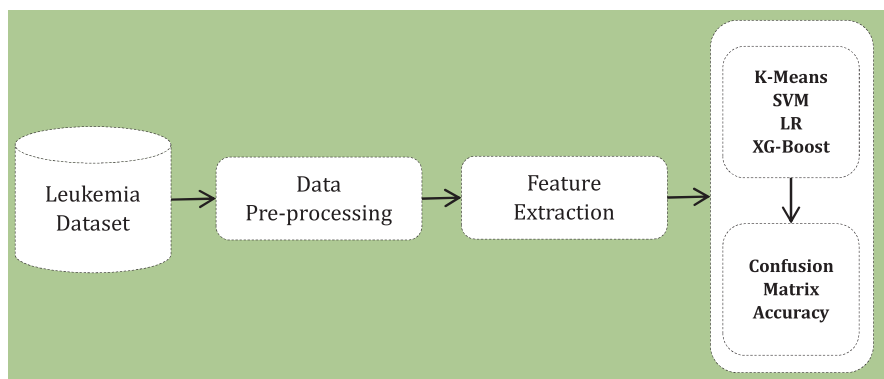 Leukemia
Dataset
Data
Pre-processing
Feature
Extraction
K-Means
SVM
LR
XG-Boost
Confusion
Matrix
Accuracy